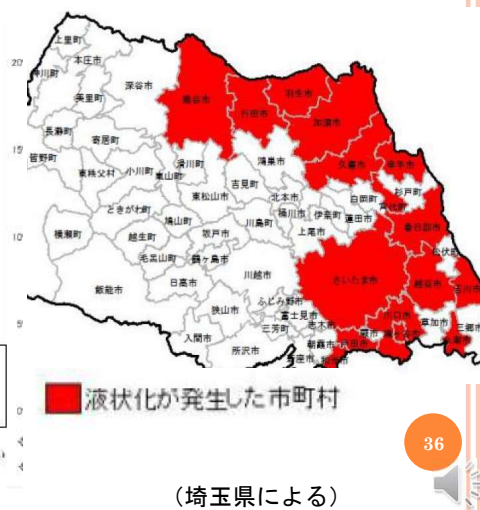 上里町
本庄市
神川町
美里町
深谷市
熊谷市
行田市
羽生市
加須市
長瀞町
寄居町
皆野町
東秩父村
小川町
滑川町
嵐山町
鴻巣市
久喜市
幸手市
杉戸町
宮代町
白岡町
東松山市
吉見町
北本市
桶川市
伊奈町
蓮田市
春日部市
ときがわ町
横瀬町
越生町
鳩山町
坂戸市
川島町
上尾市
松伏町
毛呂山町
鶴ヶ島市
川越市
さいたま市
越谷市
吉川市
飯能市
日高市
狭山市
ふじみ野市
富士見市
三芳町
志木市
川口市
草加市
三郷市
入間市
所沢市
朝霞市
蕨市
戸田市
20
15
10
5
液状化が発生した市町村
36
(埼玉県による)